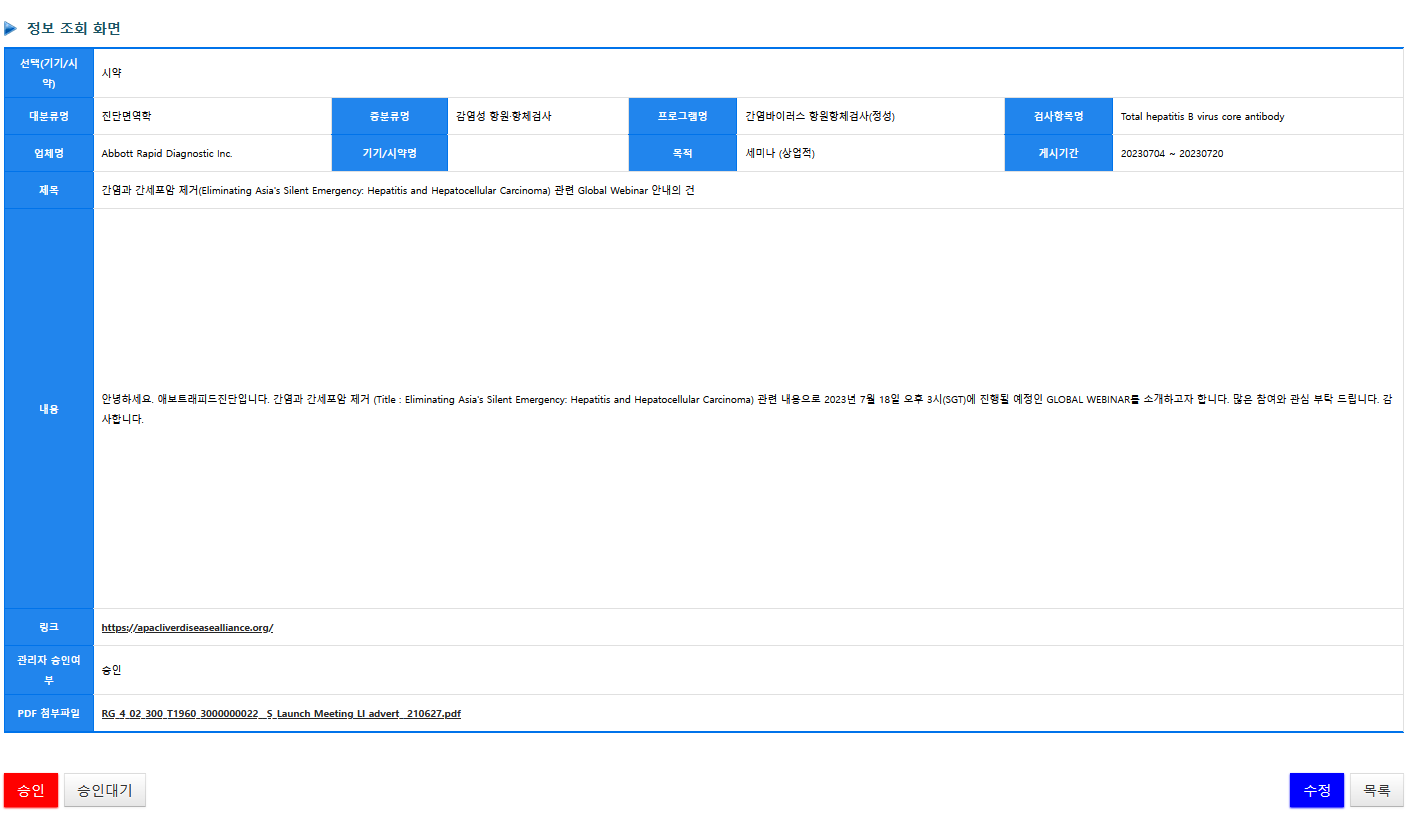 정보 조회 화면
선택(기기/시
약)
시약
대분류명 진단면역학 중분류명 감염성 항원·항체검사 프로그램명 간염바이러스 항원항체검사(정성) 검사항목명 Total hepatitis B virus core antibody
업체명 Abbott Rapid Diagnostic Inc. 기기/시약명 목적 세미나 (상업적) 게시기간 20230704 ~ 20230720
제목 간염과 간세포암 제거(Eliminating Asia's Silent Emergency: Hepatitis and Hepatocellular Carcinoma) 관련 Global Webinar 안내의 건
내용
안녕하세요. 애보트래피드진단입니다. 간염과 간세포암 제거 (Title : Eliminating Asia's Silent Emergency: Hepatitis and Hepatocellular Carcinoma) 관련 내용으로 2023년 7월 18일 오후 3시(SGT)에 진행될 예정인 GLOBAL WEBINAR를 소개하고자 합니다. 많은 참여와 관심 부탁 드립니다. 감
사합니다.
링크 https://apacliverdiseasealliance.org/
관리자 승인여
부
승인
PDF 첨부파일 RG_4_02_300_T1960_3000000022__S_Launch Meeting_LI advert__210627.pdf
승인 승인대기 수정 목록